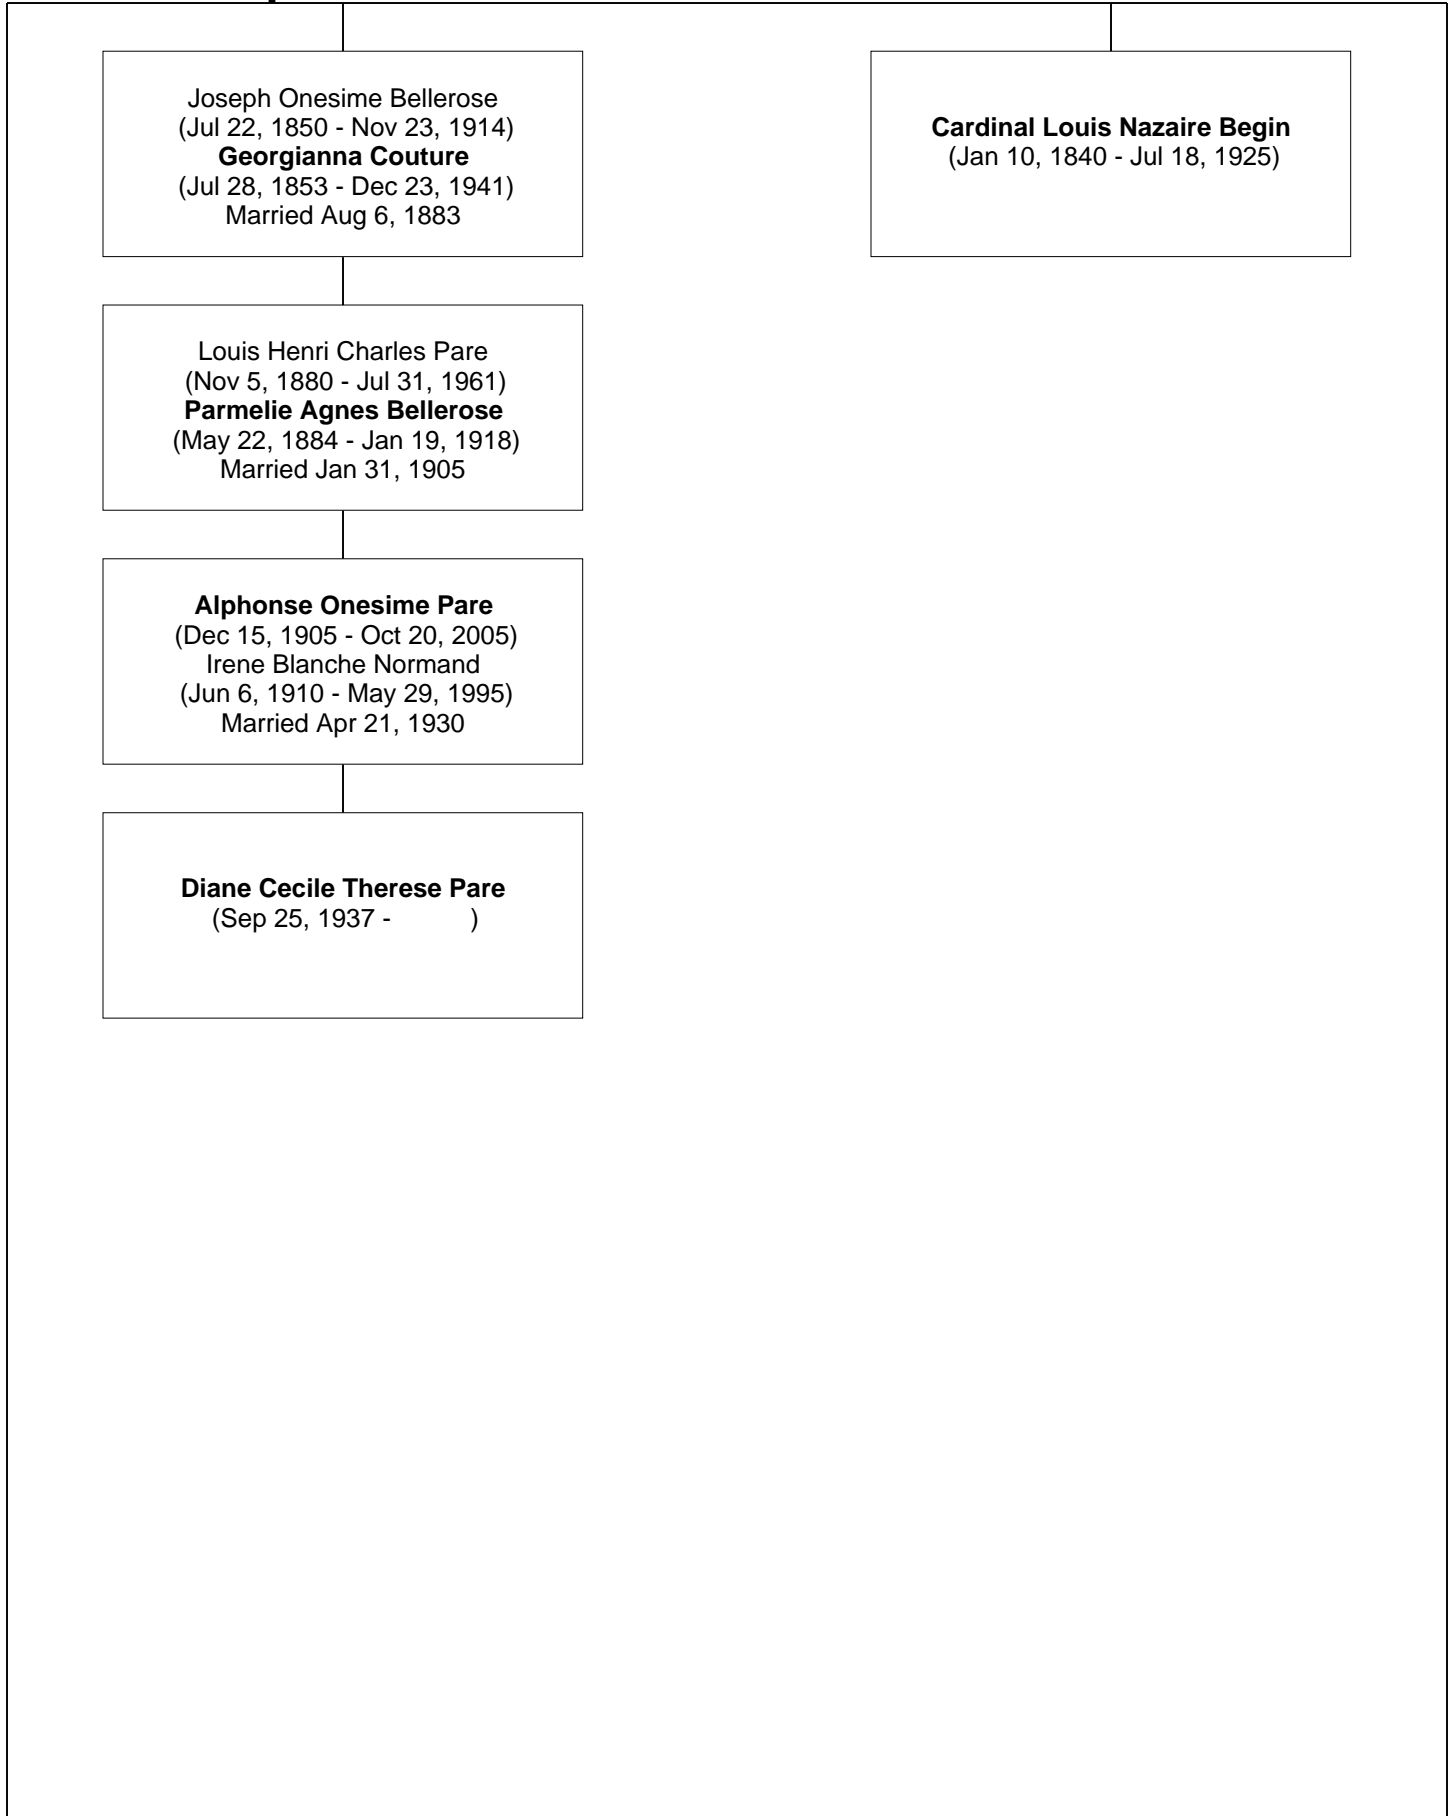 Joseph Onesime Bellerose
(Jul 22, 1850 - Nov 23, 1914)
Georgianna Couture
(Jul 28, 1853 - Dec 23, 1941)
Married Aug 6, 1883
Cardinal Louis Nazaire Begin
(Jan 10, 1840 - Jul 18, 1925)
Louis Henri Charles Pare
(Nov 5, 1880 - Jul 31, 1961)
Parmelie Agnes Bellerose
(May 22, 1884 - Jan 19, 1918)
Married Jan 31, 1905
Alphonse Onesime Pare
(Dec 15, 1905 - Oct 20, 2005)
Irene Blanche Normand
(Jun 6, 1910 - May 29, 1995)
Married Apr 21, 1930
Diane Cecile Therese Pare
(Sep 25, 1937 - )